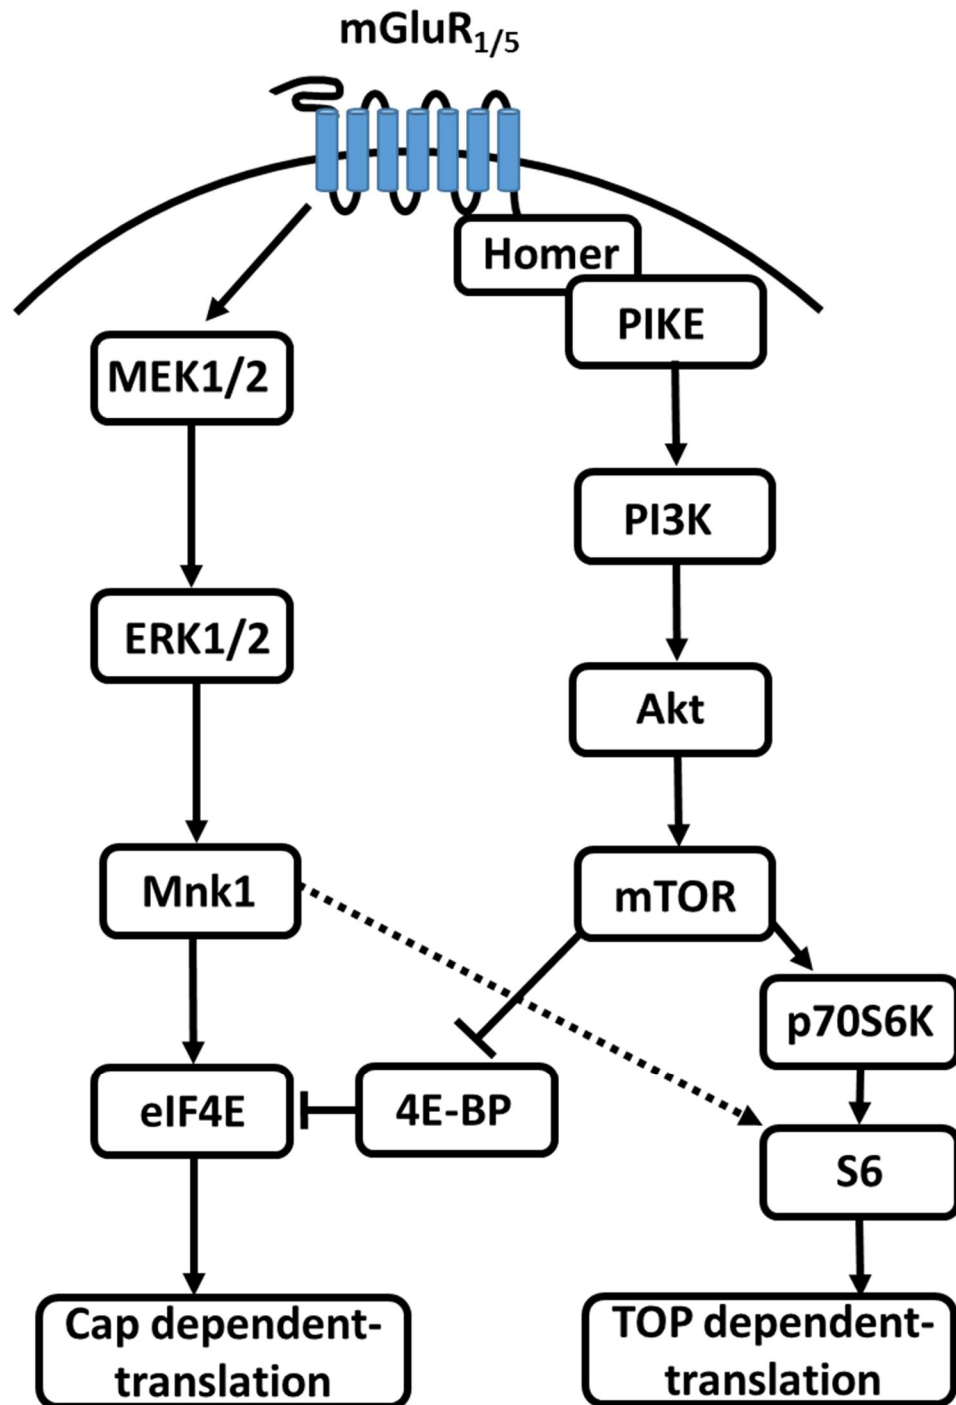 mGluR1/5
Homer
PIKE
MEK1/2
PI3K
ERK1/2
Akt
Mnk1
mTOR
p70S6K
eIF4E
4E-BP
S6
Cap dependent-
translation
TOP dependent-
translation